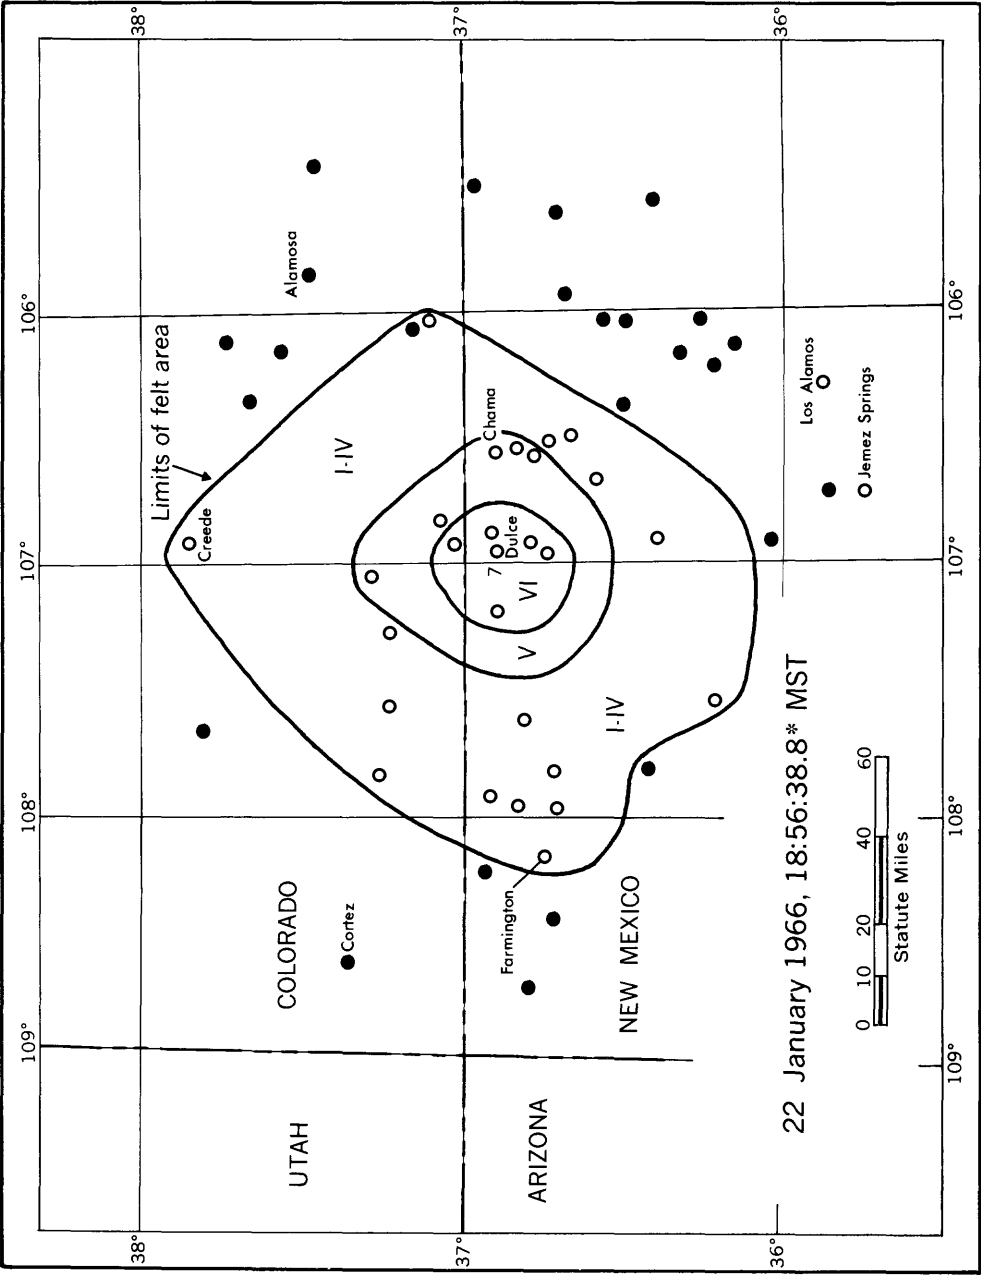 109°
108°
107°
106°
38°
38°
Limits of felt area
Creede
COLORADO
UTAH
Alamosa
Cortez
I-IV
37°
37°
Chama
7
Dulce
Farmington
VI
V
ARIZONA
NEW MEXICO
I-IV
36°
36°
22 January 1966, 18:56:38.8* MST
Los Alamos
Jemez Springs
0 10 20 40 60
Statute Miles
109°
108°
107°
106°